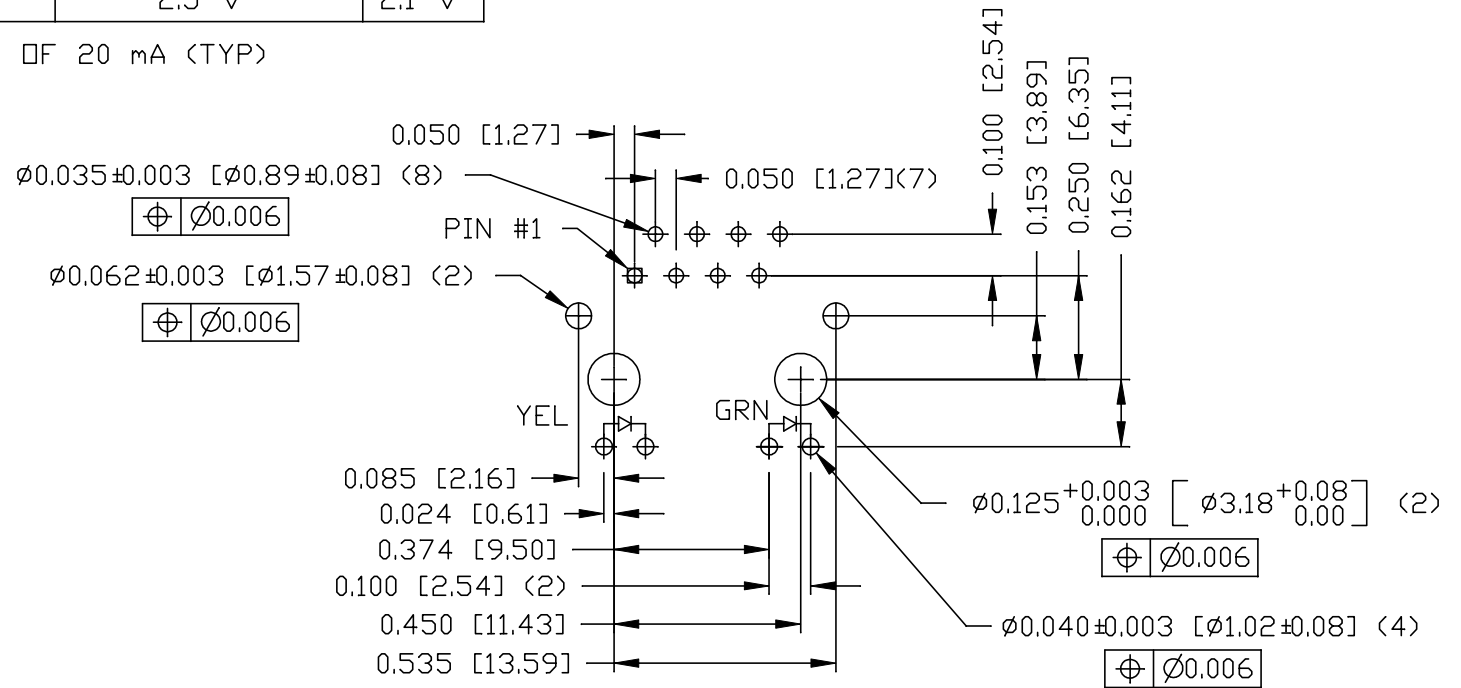 2.1 V
OF 20 mA (TYP)
0.100 [2.54]
0.153 [3.89]
0.250 [6.35]
0.162 [4.11]
0.050 [1.27]
Ø0.035±0.003 [Ø0.89±0.08] (8)
0.050 [1.27](7)
⌖ Ø0.006
PIN #1
Ø0.062±0.003 [Ø1.57±0.08] (2)
⌖ Ø0.006
YEL
GRN
0.085 [2.16]
0.024 [0.61]
Ø0.125 +0.003 0.000 [ Ø3.18 +0.08 0.00 ] (2)
0.374 [9.50]
⌖ Ø0.006
0.100 [2.54] (2)
0.450 [11.43]
Ø0.040±0.003 [Ø1.02±0.08] (4)
0.535 [13.59]
⌖ Ø0.006